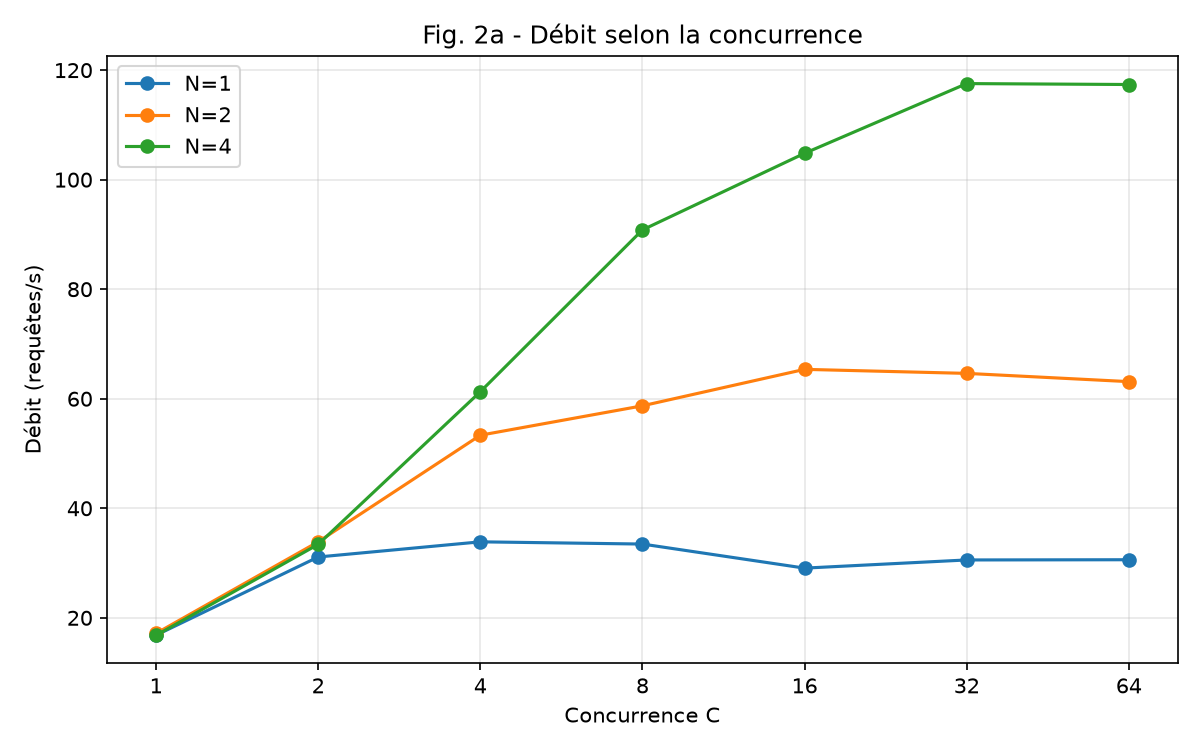 Fig. 2a - Débit selon la concurrence
N=1
N=2
N=4
Débit (requêtes/s)
120
100
80
60
40
20
1 2 4 8 16 32 64
Concurrence C